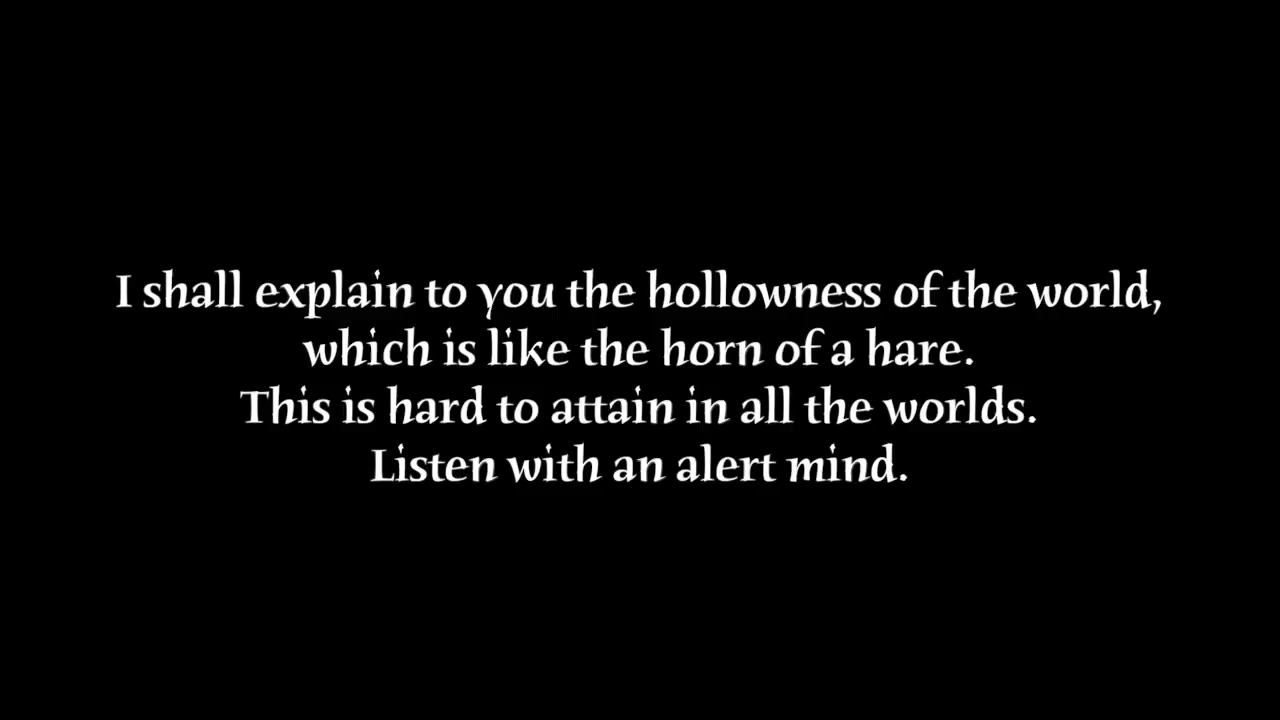 I shall explain to you the hollowness of the world,
which is like the horn of a hare.
This is hard to attain in all the worlds.
Listen with an alert mind.